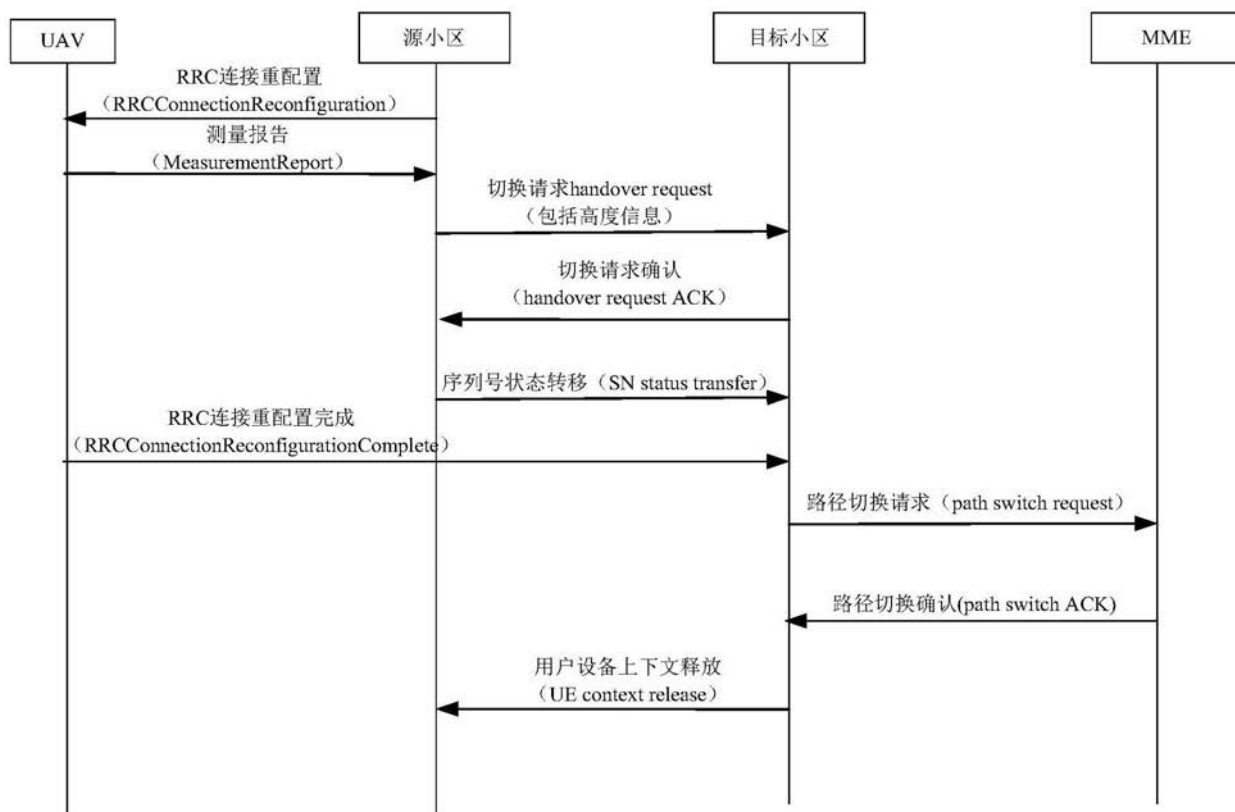 UAV
源小区
目标小区
MME
RRC连接重配置
（RRCConnectionReconfiguration）
测量报告
（MeasurementReport）
切换请求handover request
（包括高度信息）
切换请求确认
（handover request ACK）
序列号状态转移（SN status transfer）
RRC连接重配置完成
（RRCConnectionReconfigurationComplete）
路径切换请求（path switch request）
路径切换确认(path switch ACK)
用户设备上下文释放
（UE context release）